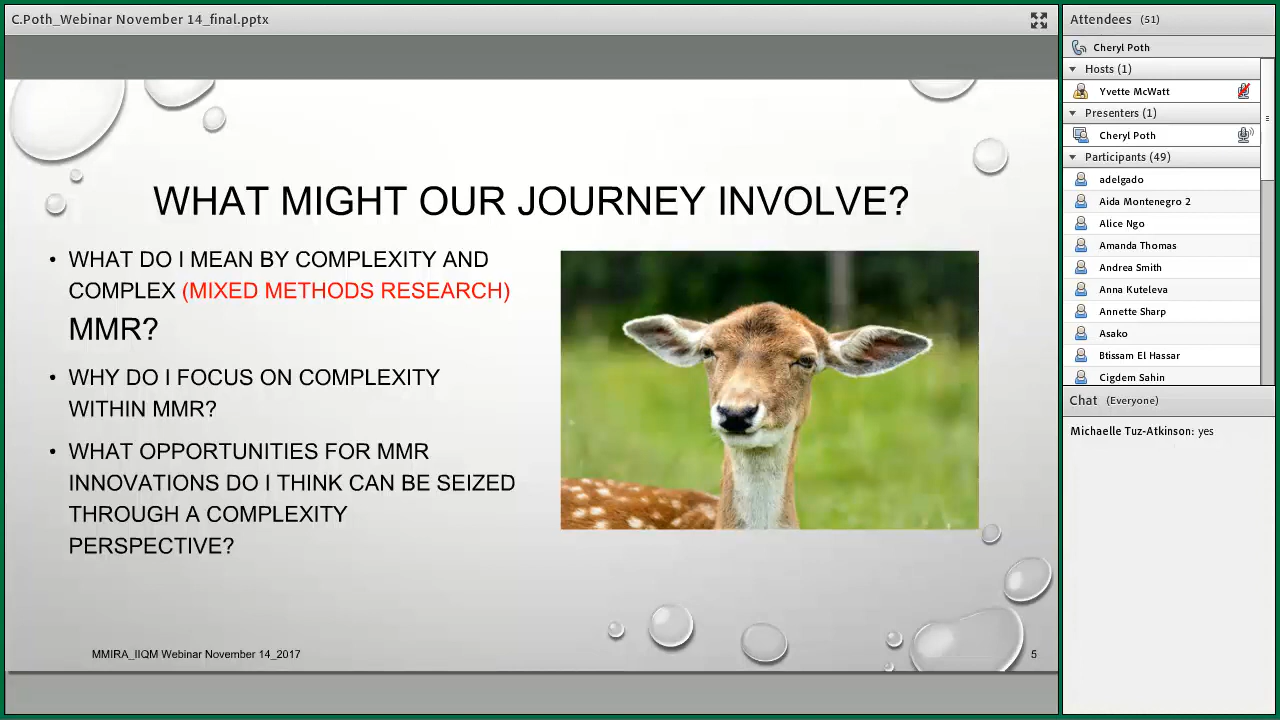 C.Poth_Webinar November 14_final.pptx
WHAT MIGHT OUR JOURNEY INVOLVE?
• WHAT DO I MEAN BY COMPLEXITY AND
COMPLEX (MIXED METHODS RESEARCH)
MMR?
• WHY DO I FOCUS ON COMPLEXITY
WITHIN MMR?
• WHAT OPPORTUNITIES FOR MMR
INNOVATIONS DO I THINK CAN BE SEIZED
THROUGH A COMPLEXITY
PERSPECTIVE?
MMIRA_IIQM Webinar November 14_2017
5
Attendees (51)
Cheryl Poth
Hosts (1)
Yvette McWatt
Presenters (1)
Cheryl Poth
Participants (49)
adelgado
Aida Montenegro 2
Alice Ngo
Amanda Thomas
Andrea Smith
Anna Kuteleva
Annette Sharp
Asako
Btissam El Hassar
Cigdem Sahin
Chat (Everyone)
Michaelle Tuz-Atkinson: yes